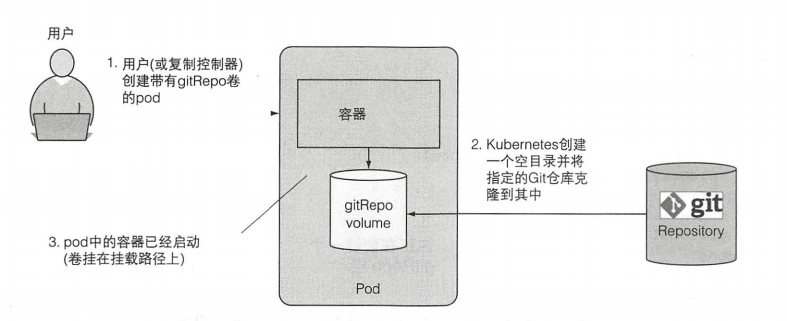 用户
1. 用户(或复制控制器)
创建带有gitRepo卷
的pod
容器
2. Kubernetes创建
一个空目录并将
指定的Git仓库克
隆到其中
gitRepo
volume
git
Repository
3. pod中的容器已经启动
(卷挂在挂载路径上)
Pod